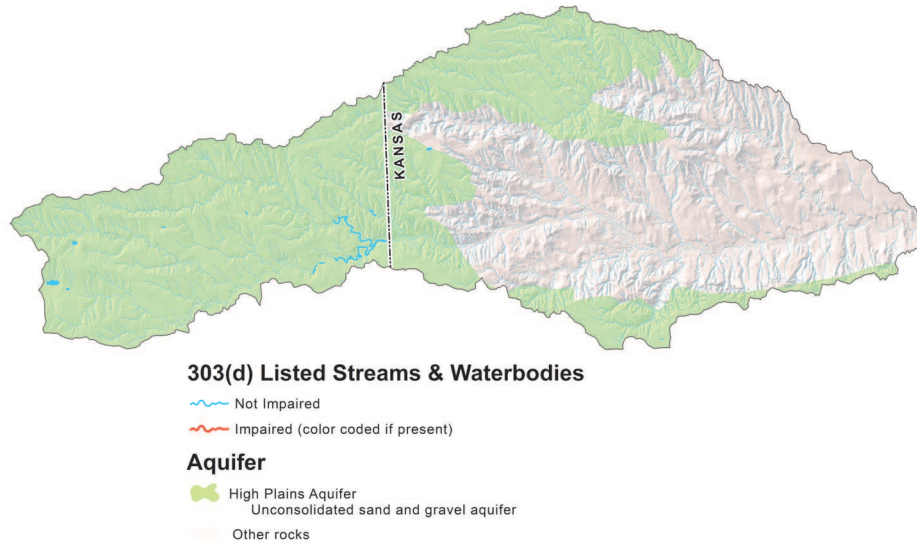 KANSAS
303(d) Listed Streams & Waterbodies
Not Impaired
Impaired (color coded if present)
Aquifer
High Plains Aquifer
Unconsolidated sand and gravel aquifer
Other rocks